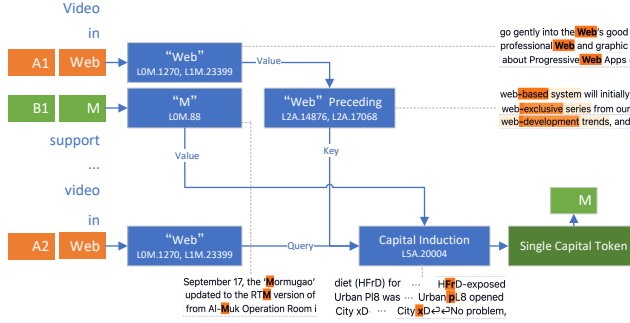 Video
in
A1 Web
"Web"
L0M.1270, L1M.23399
Value
go gently into the Web's good
professional Web and graphic
about Progressive Web Apps
B1 M
"M"
L0M.88
"Web" Preceding
L2A.14876, L2A.17068
web-based system will initially
web-exclusive series from our
web-development trends, and
support
...
video
in
Value
Key
M
A2 Web
"Web"
L0M.1270, L1M.23399
Query
Capital Induction
L5A.20004
Single Capital Token
September 17, the 'Mormugao'
updated to the RTM version of
from Al-Muk Operation Room i
diet (HFrD) for ... HFrD-exposed
Urban PI8 was ... Urban pL8 opened
City xD ... City xD↵↵No problem,